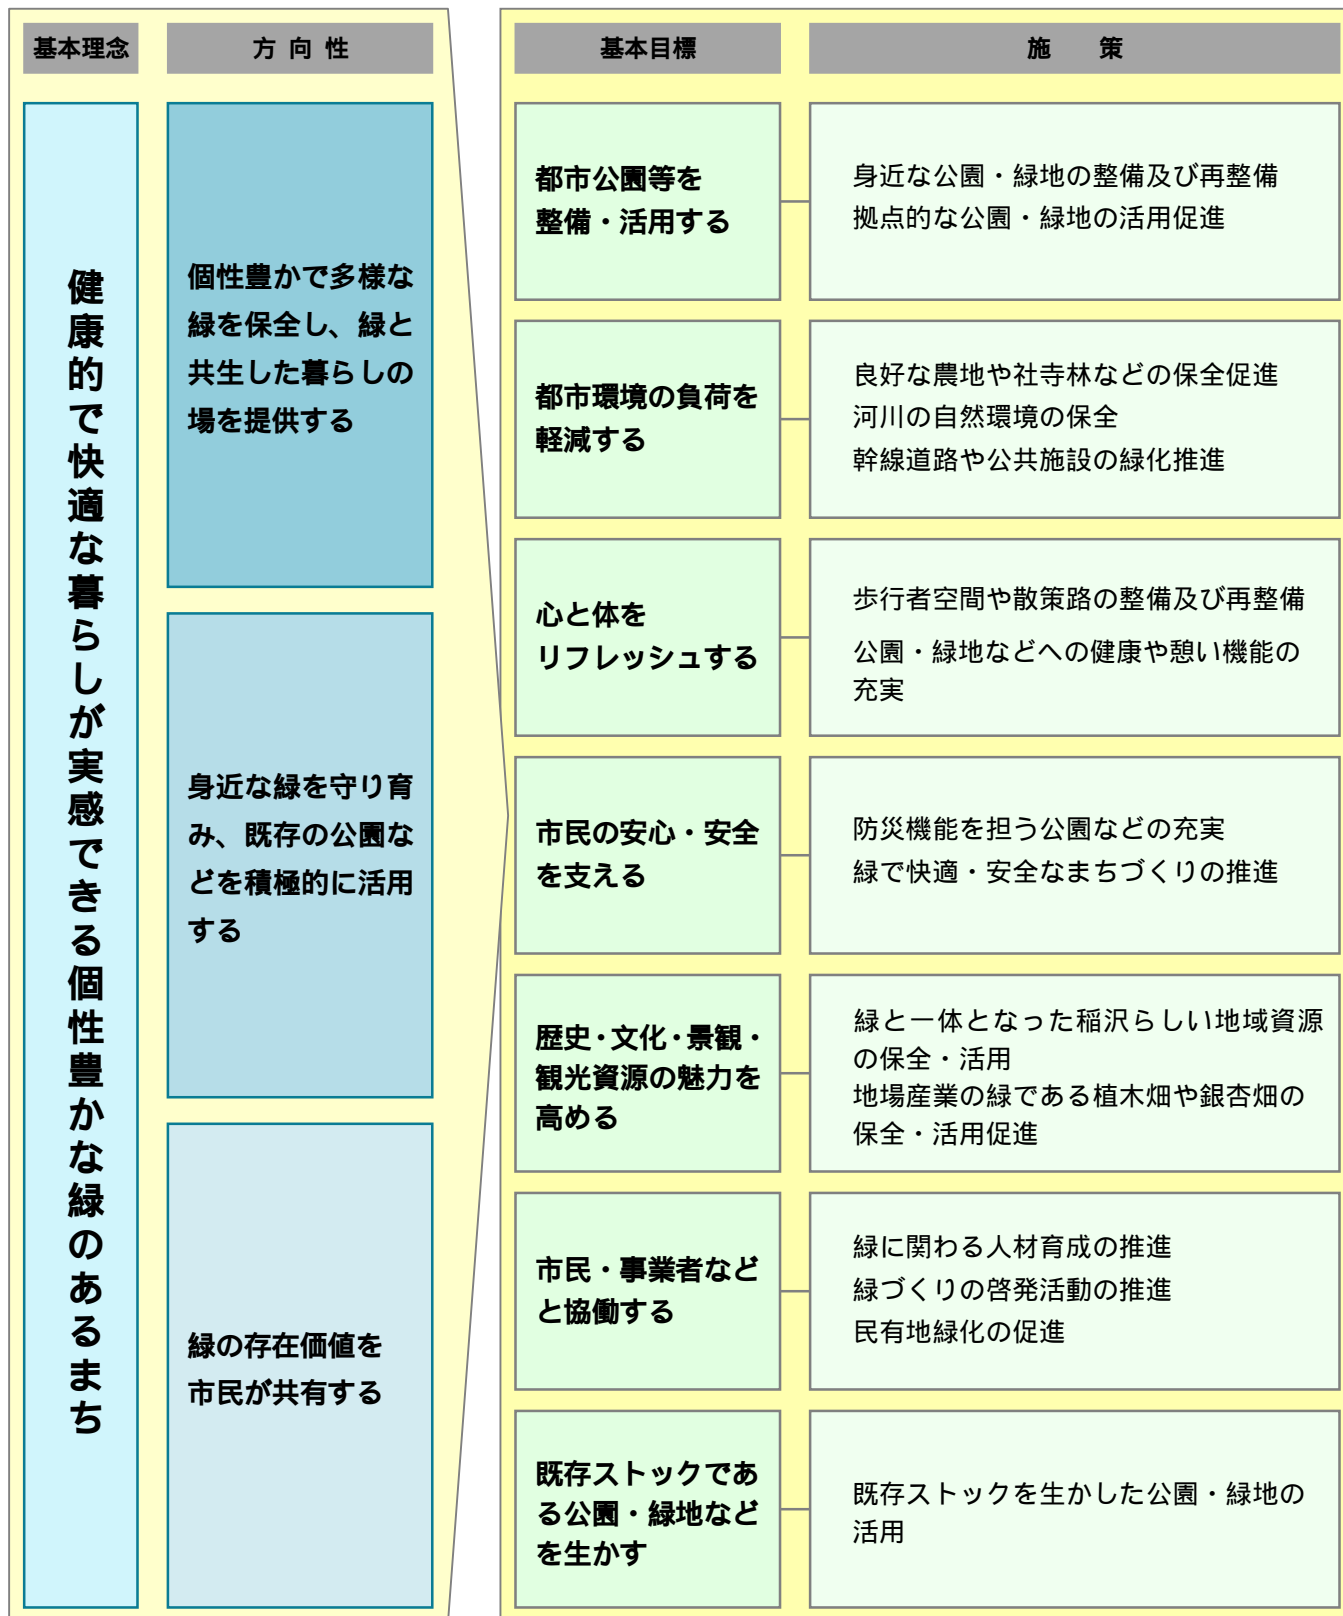 基本理念
方 向 性
基本目標
施　　策
健康的で快適な暮らしが実感できる個性豊かな緑のあるまち
個性豊かで多様な
緑を保全し、緑と
共生した暮らしの
場を提供する
身近な緑を守り育
み、既存の公園な
どを積極的に活用
する
緑の存在価値を
市民が共有する
都市公園等を
整備・活用する
身近な公園・緑地の整備及び再整備
拠点的な公園・緑地の活用促進
都市環境の負荷を
軽減する
良好な農地や社寺林などの保全促進
河川の自然環境の保全
幹線道路や公共施設の緑化推進
心と体を
リフレッシュする
歩行者空間や散策路の整備及び再整備
公園・緑地などへの健康や憩い機能の
充実
市民の安心・安全
を支える
防災機能を担う公園などの充実
緑で快適・安全なまちづくりの推進
歴史・文化・景観・
観光資源の魅力を
高める
緑と一体となった稲沢らしい地域資源
の保全・活用
地場産業の緑である植木畑や銀杏畑の
保全・活用促進
市民・事業者など
と協働する
緑に関わる人材育成の推進
緑づくりの啓発活動の推進
民有地緑化の促進
既存ストックであ
る公園・緑地など
を生かす
既存ストックを生かした公園・緑地の
活用